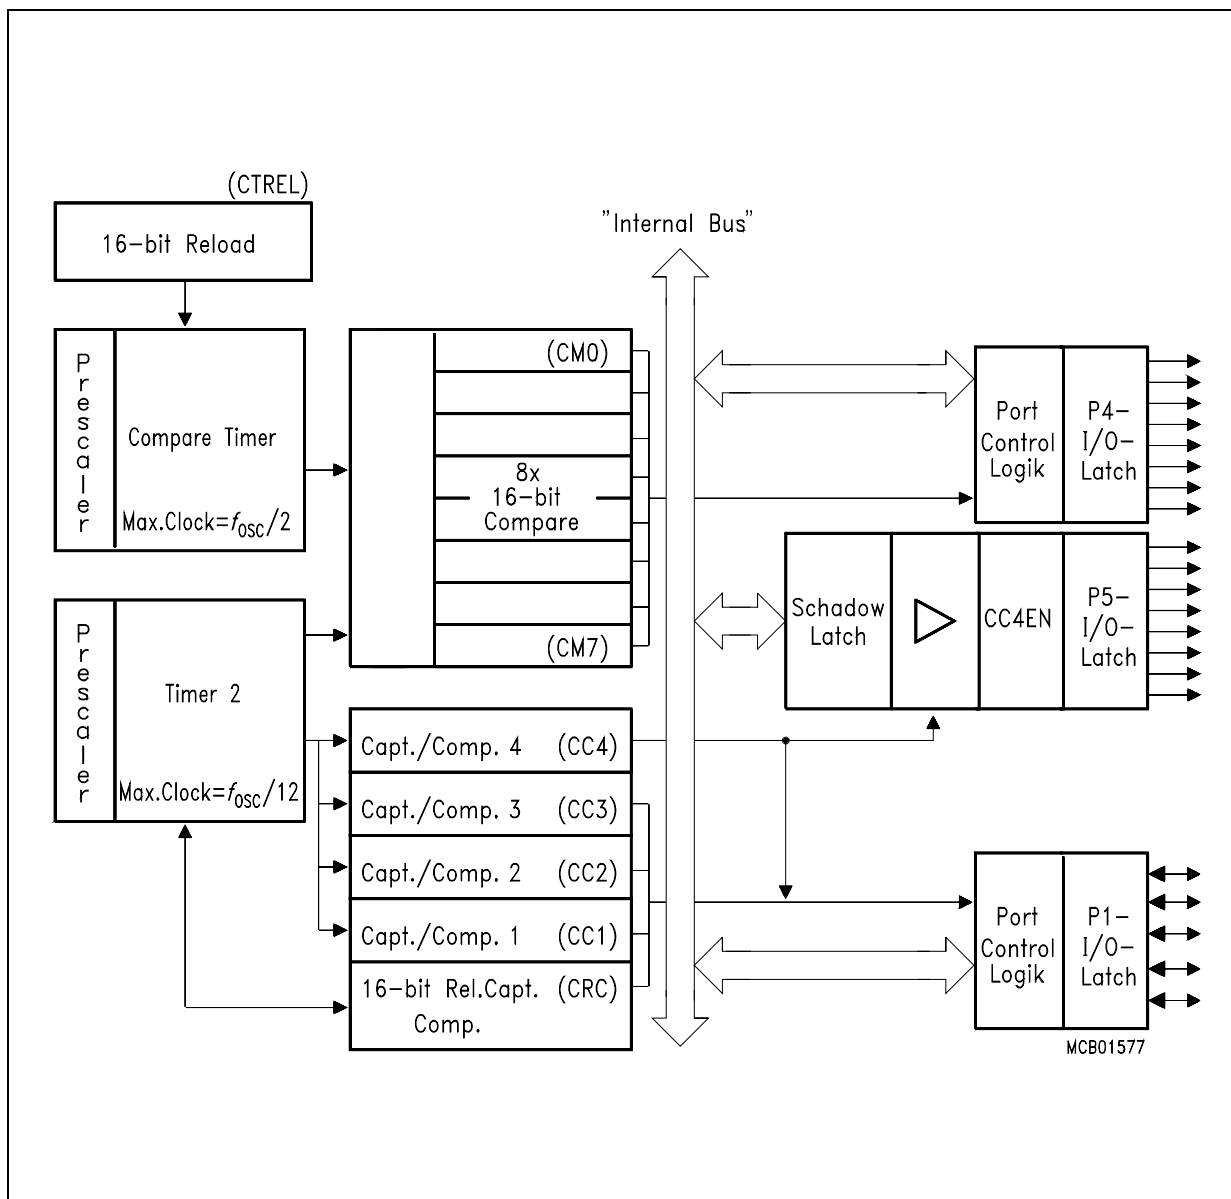 (CTREL)
16-bit Reload
"Internal Bus"
Prescaler
Compare Timer
Max.Clock=fOSC/2
(CM0)
8x
16-bit
Compare
(CM7)
Port
Control
Logik
P4-
I/O-
Latch
Schadow
Latch
CC4EN
P5-
I/O-
Latch
Prescaler
Timer 2
Max.Clock=fOSC/12
Capt./Comp. 4 (CC4)
Capt./Comp. 3 (CC3)
Capt./Comp. 2 (CC2)
Capt./Comp. 1 (CC1)
16-bit Rel.Capt. (CRC)
Comp.
Port
Control
Logik
P1-
I/O-
Latch
MCB01577